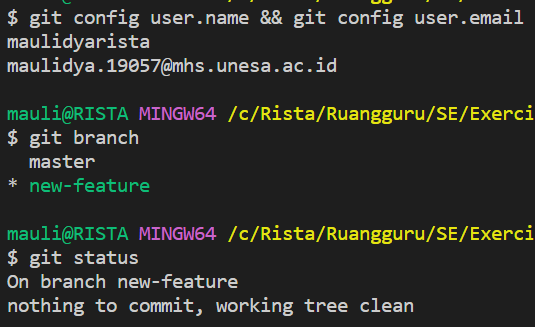 $ git config user.name && git config user.email
maulidyarista
maulidya.19057@mhs.unesa.ac.id
mauli@RISTA MINGW64 /c/Rista/Ruangguru/SE/Exerci
$ git branch
master
* new-feature
mauli@RISTA MINGW64 /c/Rista/Ruangguru/SE/Exerci
$ git status
On branch new-feature
nothing to commit, working tree clean